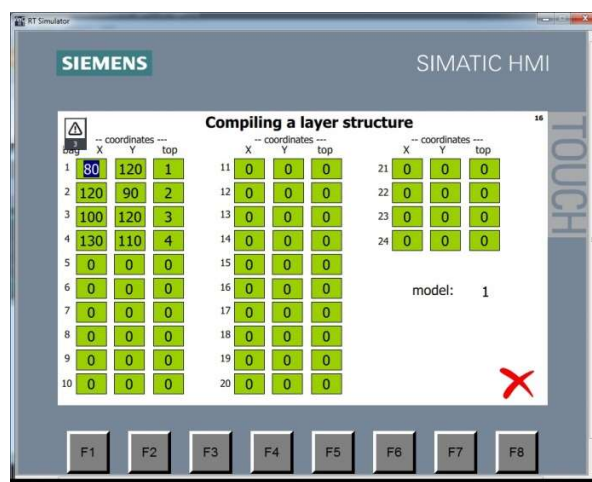 RT Simulator
SIEMENS
SIMATIC HMI
TOUCH
Compiling a layer structure
16
3
-- coordinates ---
bag X Y top
1 80 120 1
2 120 90 2
3 100 120 3
4 130 110 4
5 0 0 0
6 0 0 0
7 0 0 0
8 0 0 0
9 0 0 0
10 0 0 0
-- coordinates ---
X Y top
11 0 0 0
12 0 0 0
13 0 0 0
14 0 0 0
15 0 0 0
16 0 0 0
17 0 0 0
18 0 0 0
19 0 0 0
20 0 0 0
-- coordinates ---
X Y top
21 0 0 0
22 0 0 0
23 0 0 0
24 0 0 0
model: 1
F1 F2 F3 F4 F5 F6 F7 F8